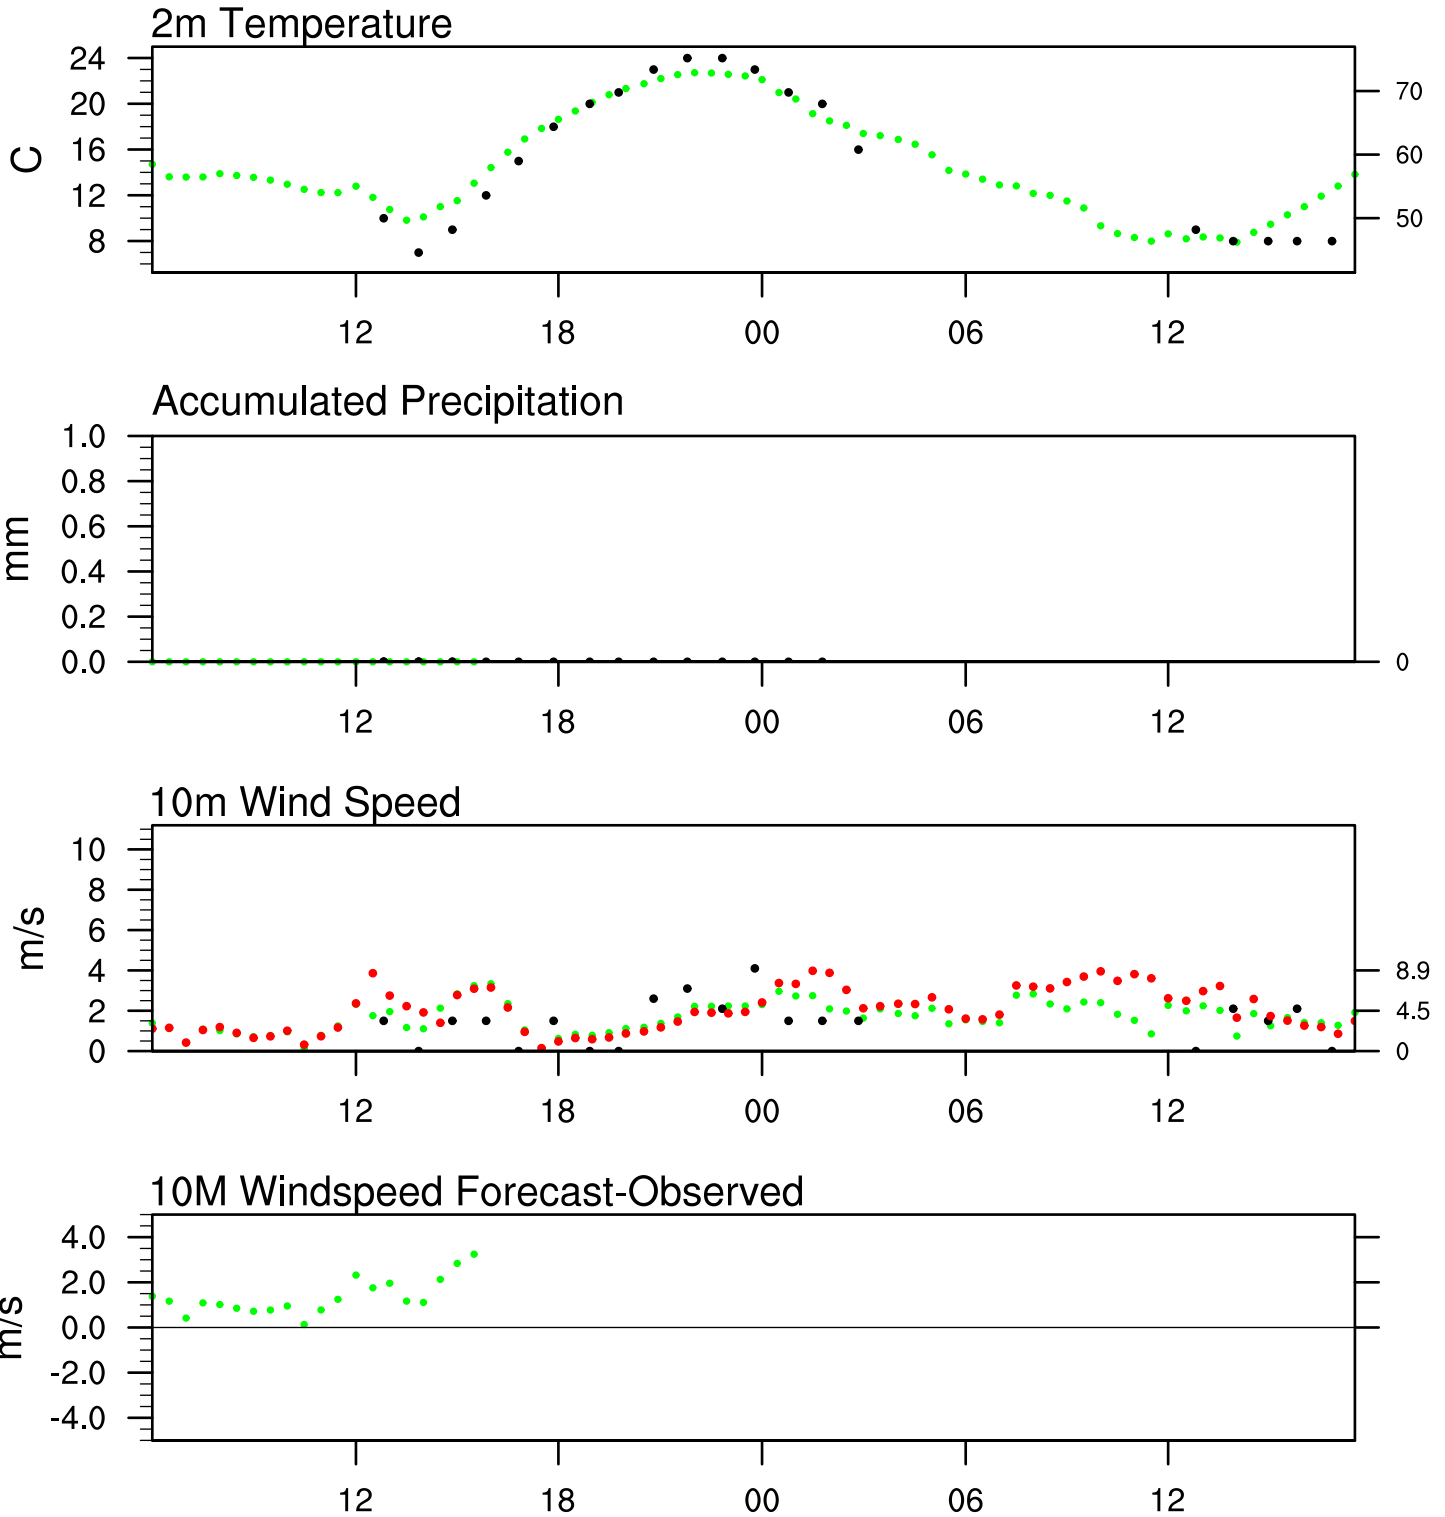 2m Temperature
24
20
16
12
8
C
70
60
50
12 18 00 06 12
Accumulated Precipitation
1.0
0.8
0.6
0.4
0.2
0.0
mm
0
12 18 00 06 12
10m Wind Speed
10
8
6
4
2
0
m/s
8.9
4.5
0
12 18 00 06 12
10M Windspeed Forecast-Observed
4.0
2.0
0.0
-2.0
-4.0
m/s
12 18 00 06 12